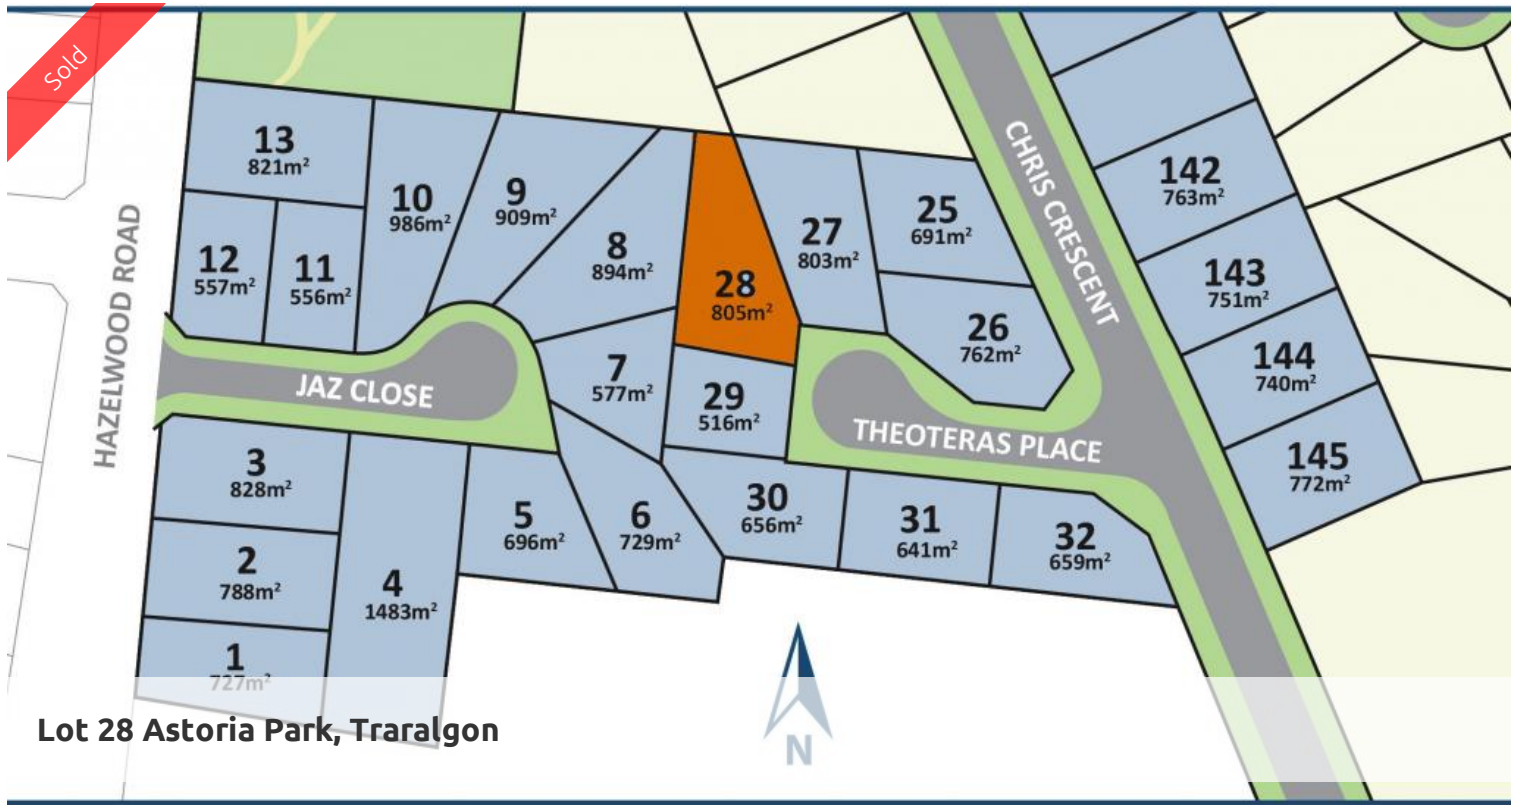 Sold
HAZELWOOD ROAD
CHRIS CRESCENT
JAZ CLOSE
THEOTERAS PLACE
13
821m²
12
557m²
11
556m²
10
986m²
9
909m²
8
894m²
28
805m²
27
803m²
25
691m²
26
762m²
142
763m²
143
751m²
144
740m²
145
772m²
7
577m²
29
516m²
3
828m²
2
788m²
1
727m²
4
1483m²
5
696m²
6
729m²
30
656m²
31
641m²
32
659m²
N
Lot 28 Astoria Park, Traralgon